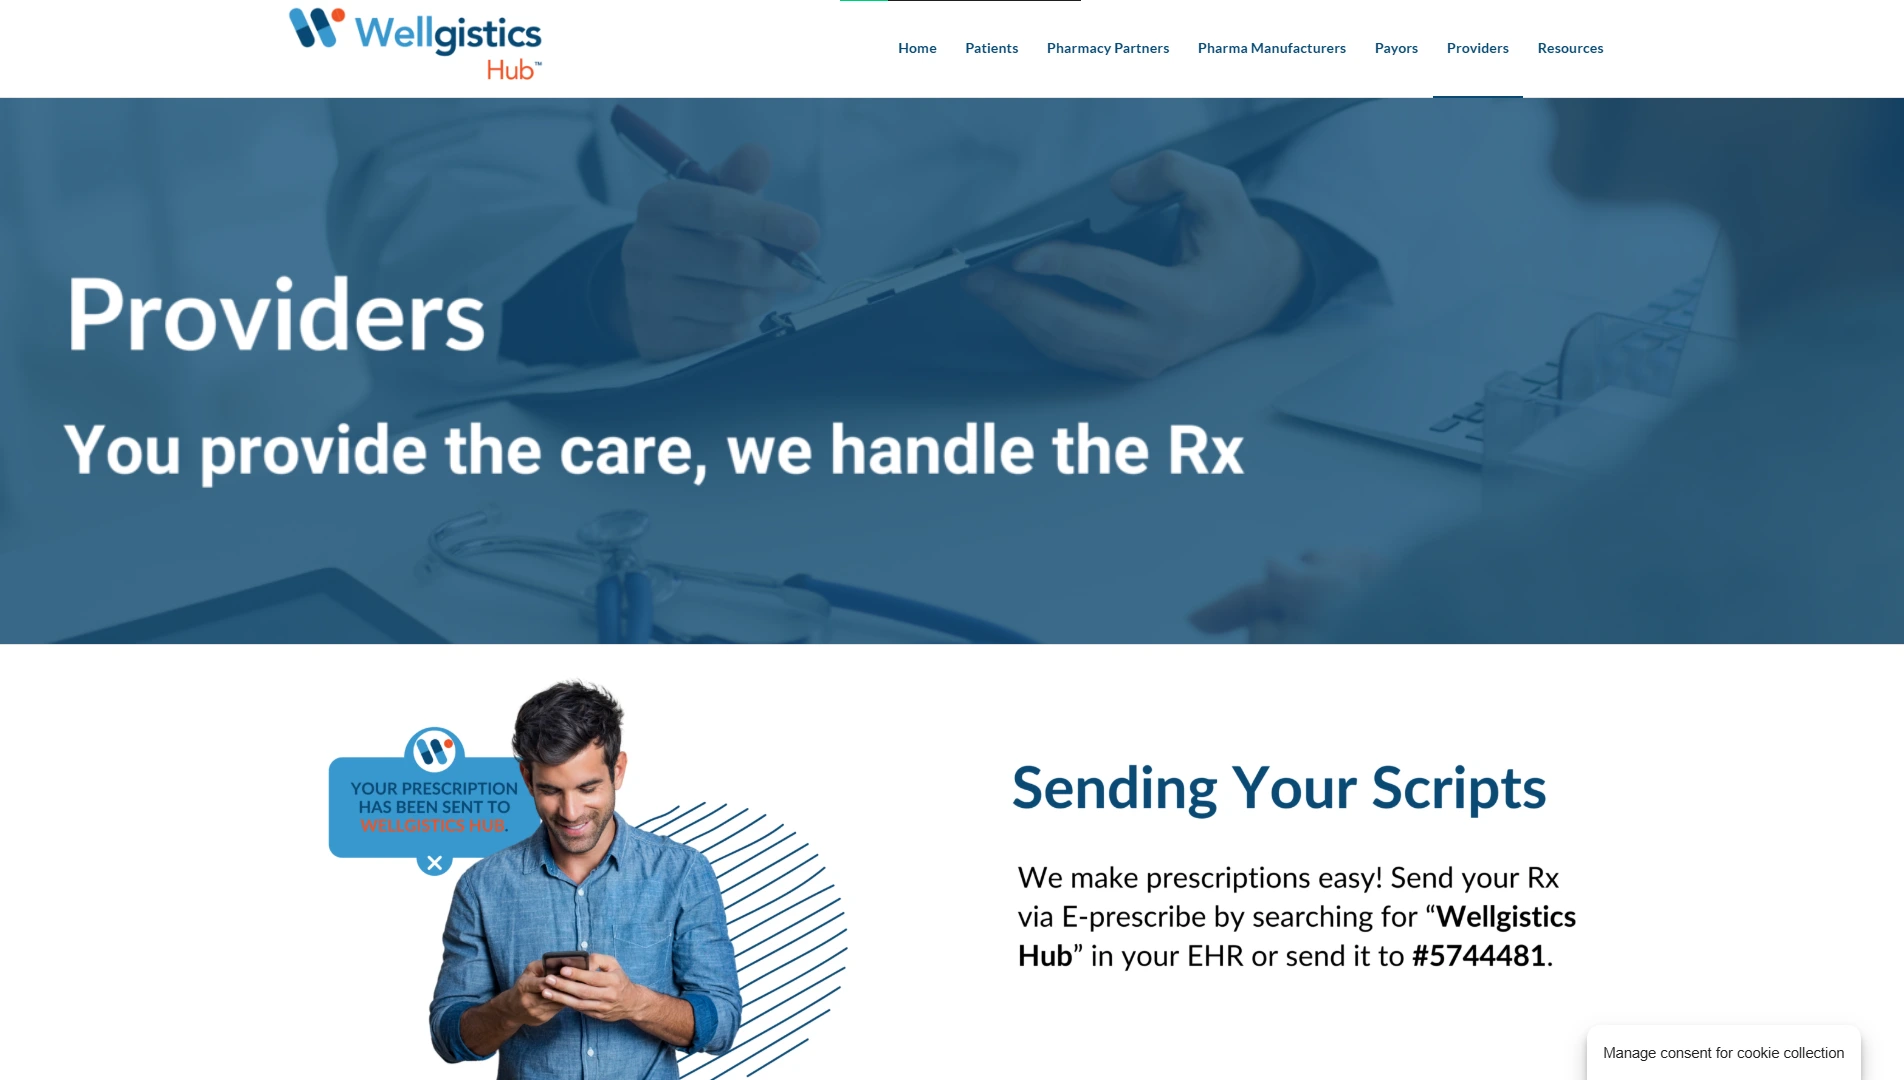 Wellgistics
Hub™
Home Patients Pharmacy Partners Pharma Manufacturers Payors Providers Resources
Providers
You provide the care, we handle the Rx
YOUR PRESCRIPTION
HAS BEEN SENT TO
WELLGISTICS HUB.
Sending Your Scripts
We make prescriptions easy! Send your Rx
via E-prescribe by searching for “Wellgistics
Hub” in your EHR or send it to #5744481.
Manage consent for cookie collection